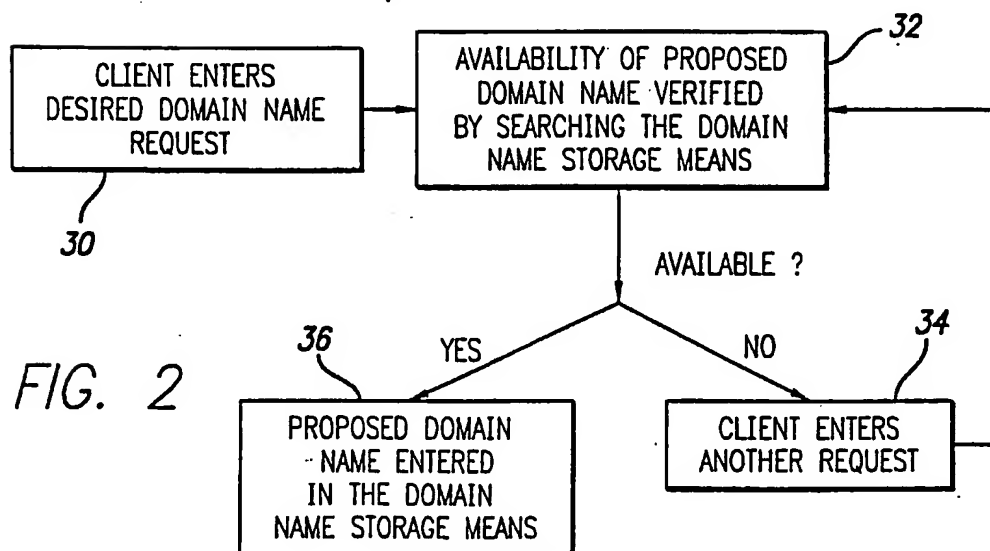 32
CLIENT ENTERS
DESIRED DOMAIN NAME
REQUEST
30
AVAILABILITY OF PROPOSED
DOMAIN NAME VERIFIED
BY SEARCHING THE DOMAIN
NAME STORAGE MEANS
AVAILABLE ?
YES
NO
36
34
FIG. 2
PROPOSED DOMAIN
NAME ENTERED
IN THE DOMAIN
NAME STORAGE MEANS
CLIENT ENTERS
ANOTHER REQUEST